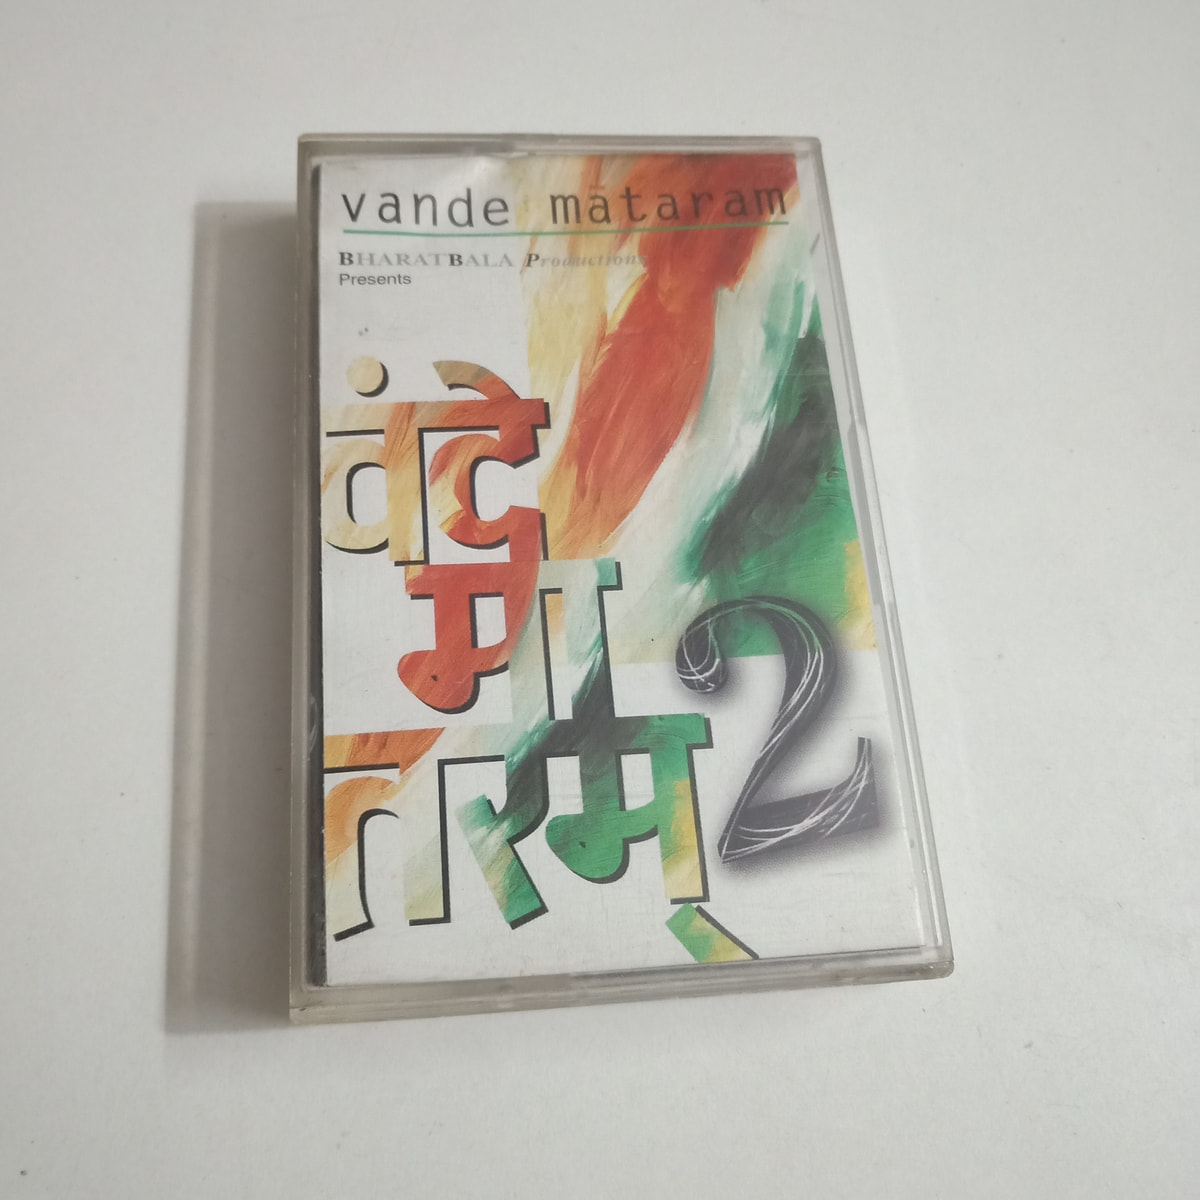 vande mātaram
BHARATBALA Productions
Presents
वंदे
मा
तरम्
2